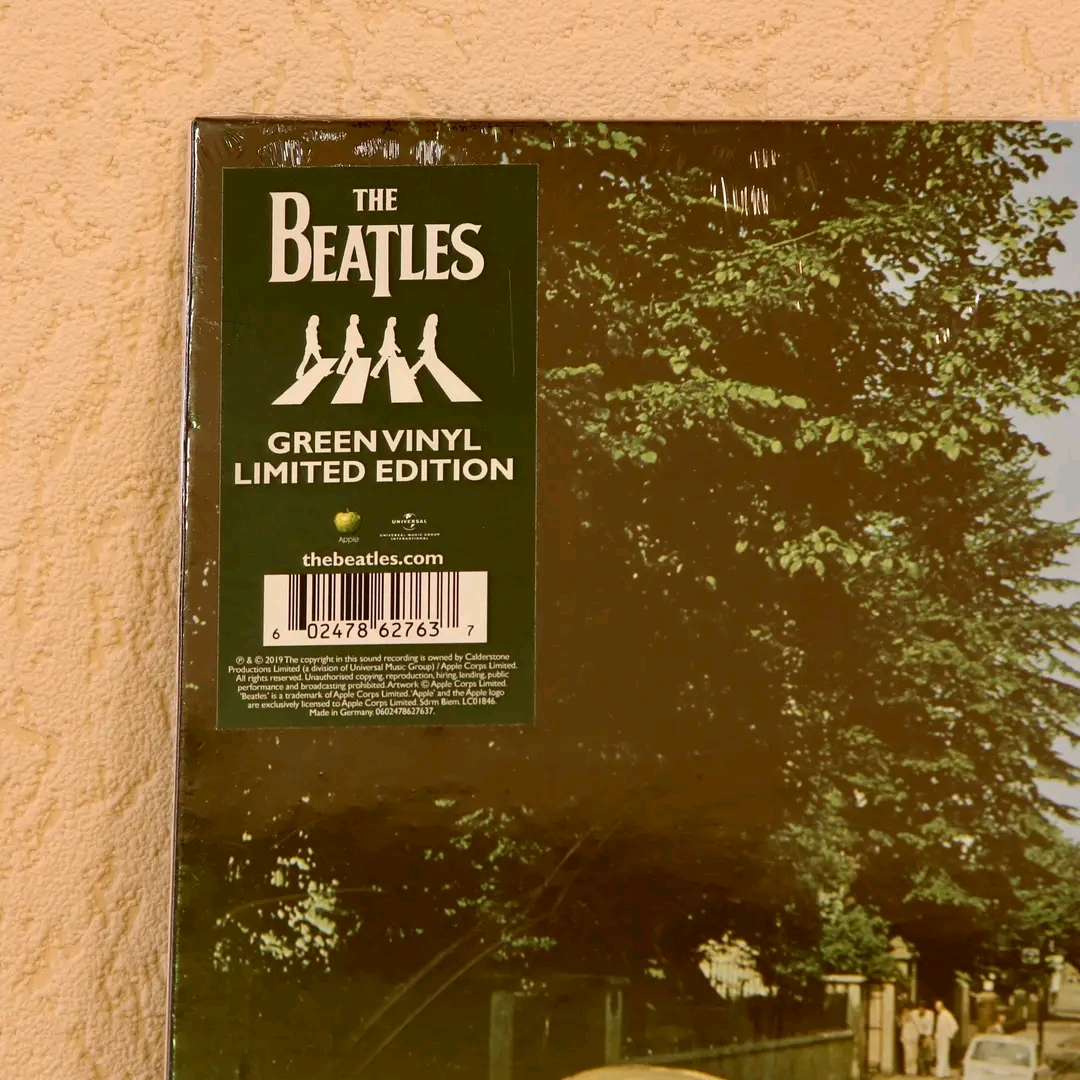 THE
BEATLES
GREEN VINYL
LIMITED EDITION
Apple
UNIVERSAL
UNIVERSAL MUSIC GROUP
INTERNATIONAL
thebeatles.com
6 02478 62763 7
℗ & © 2019 The copyright in this sound recording is owned by Calderstone
Productions Limited (a division of Universal Music Group) / Apple Corps Limited.
All rights reserved. Unauthorised copying, reproduction, hiring, lending, public
performance and broadcasting prohibited. Artwork © Apple Corps Limited.
'Beatles' is a trademark of Apple Corps Limited. 'Apple' and the Apple logo
are exclusively licensed to Apple Corps Limited. Sdrm Biem. LC01846.
Made in Germany. 0602478627637.